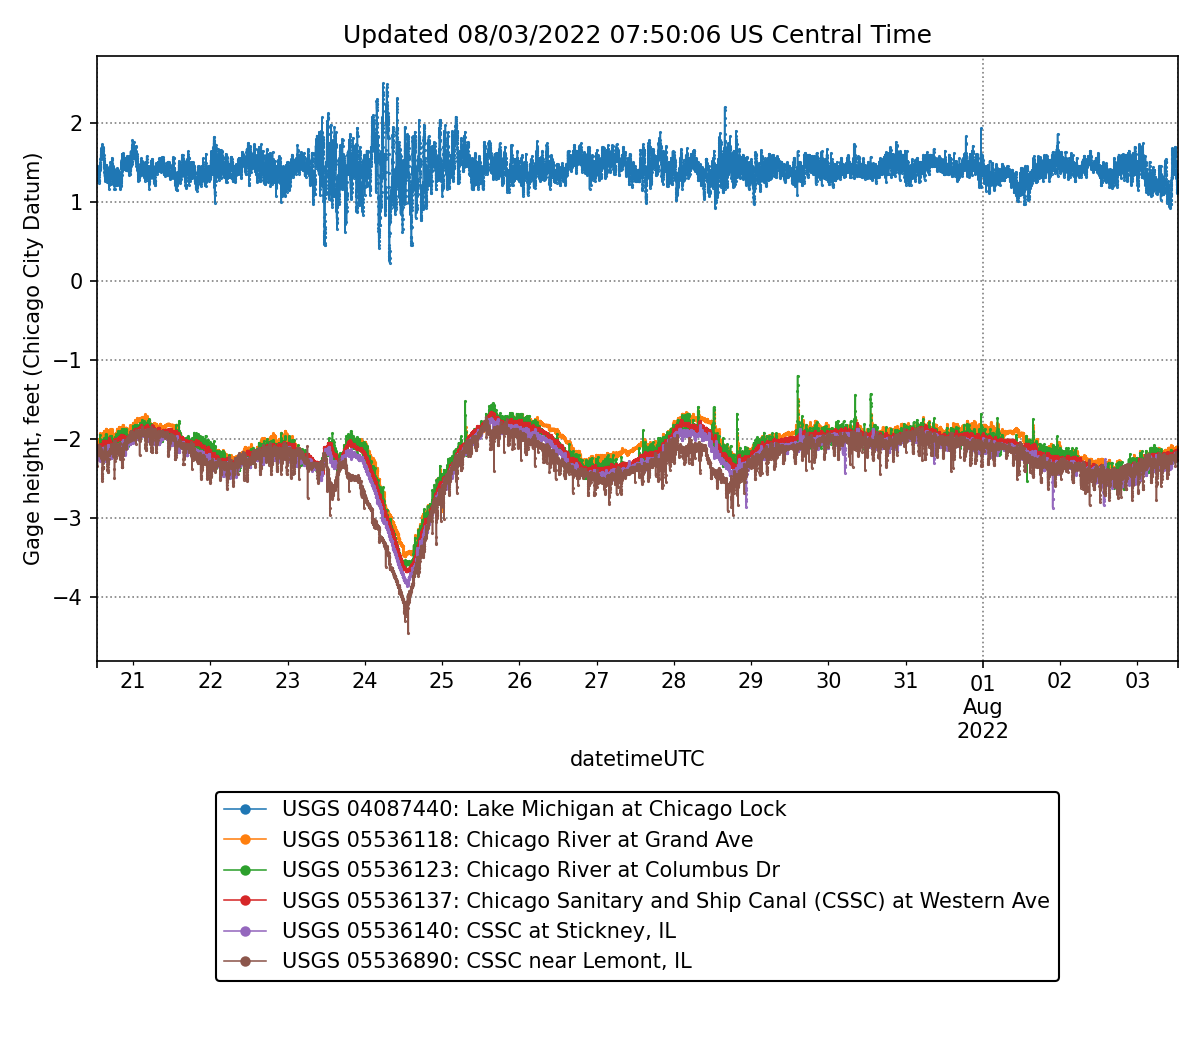 Updated 08/03/2022 07:50:06 US Central Time
Gage height, feet (Chicago City Datum)
2
1
0
−1
−2
−3
−4
21 22 23 24 25 26 27 28 29 30 31 01 02 03
Aug
2022
datetimeUTC
USGS 04087440: Lake Michigan at Chicago Lock
USGS 05536118: Chicago River at Grand Ave
USGS 05536123: Chicago River at Columbus Dr
USGS 05536137: Chicago Sanitary and Ship Canal (CSSC) at Western Ave
USGS 05536140: CSSC at Stickney, IL
USGS 05536890: CSSC near Lemont, IL